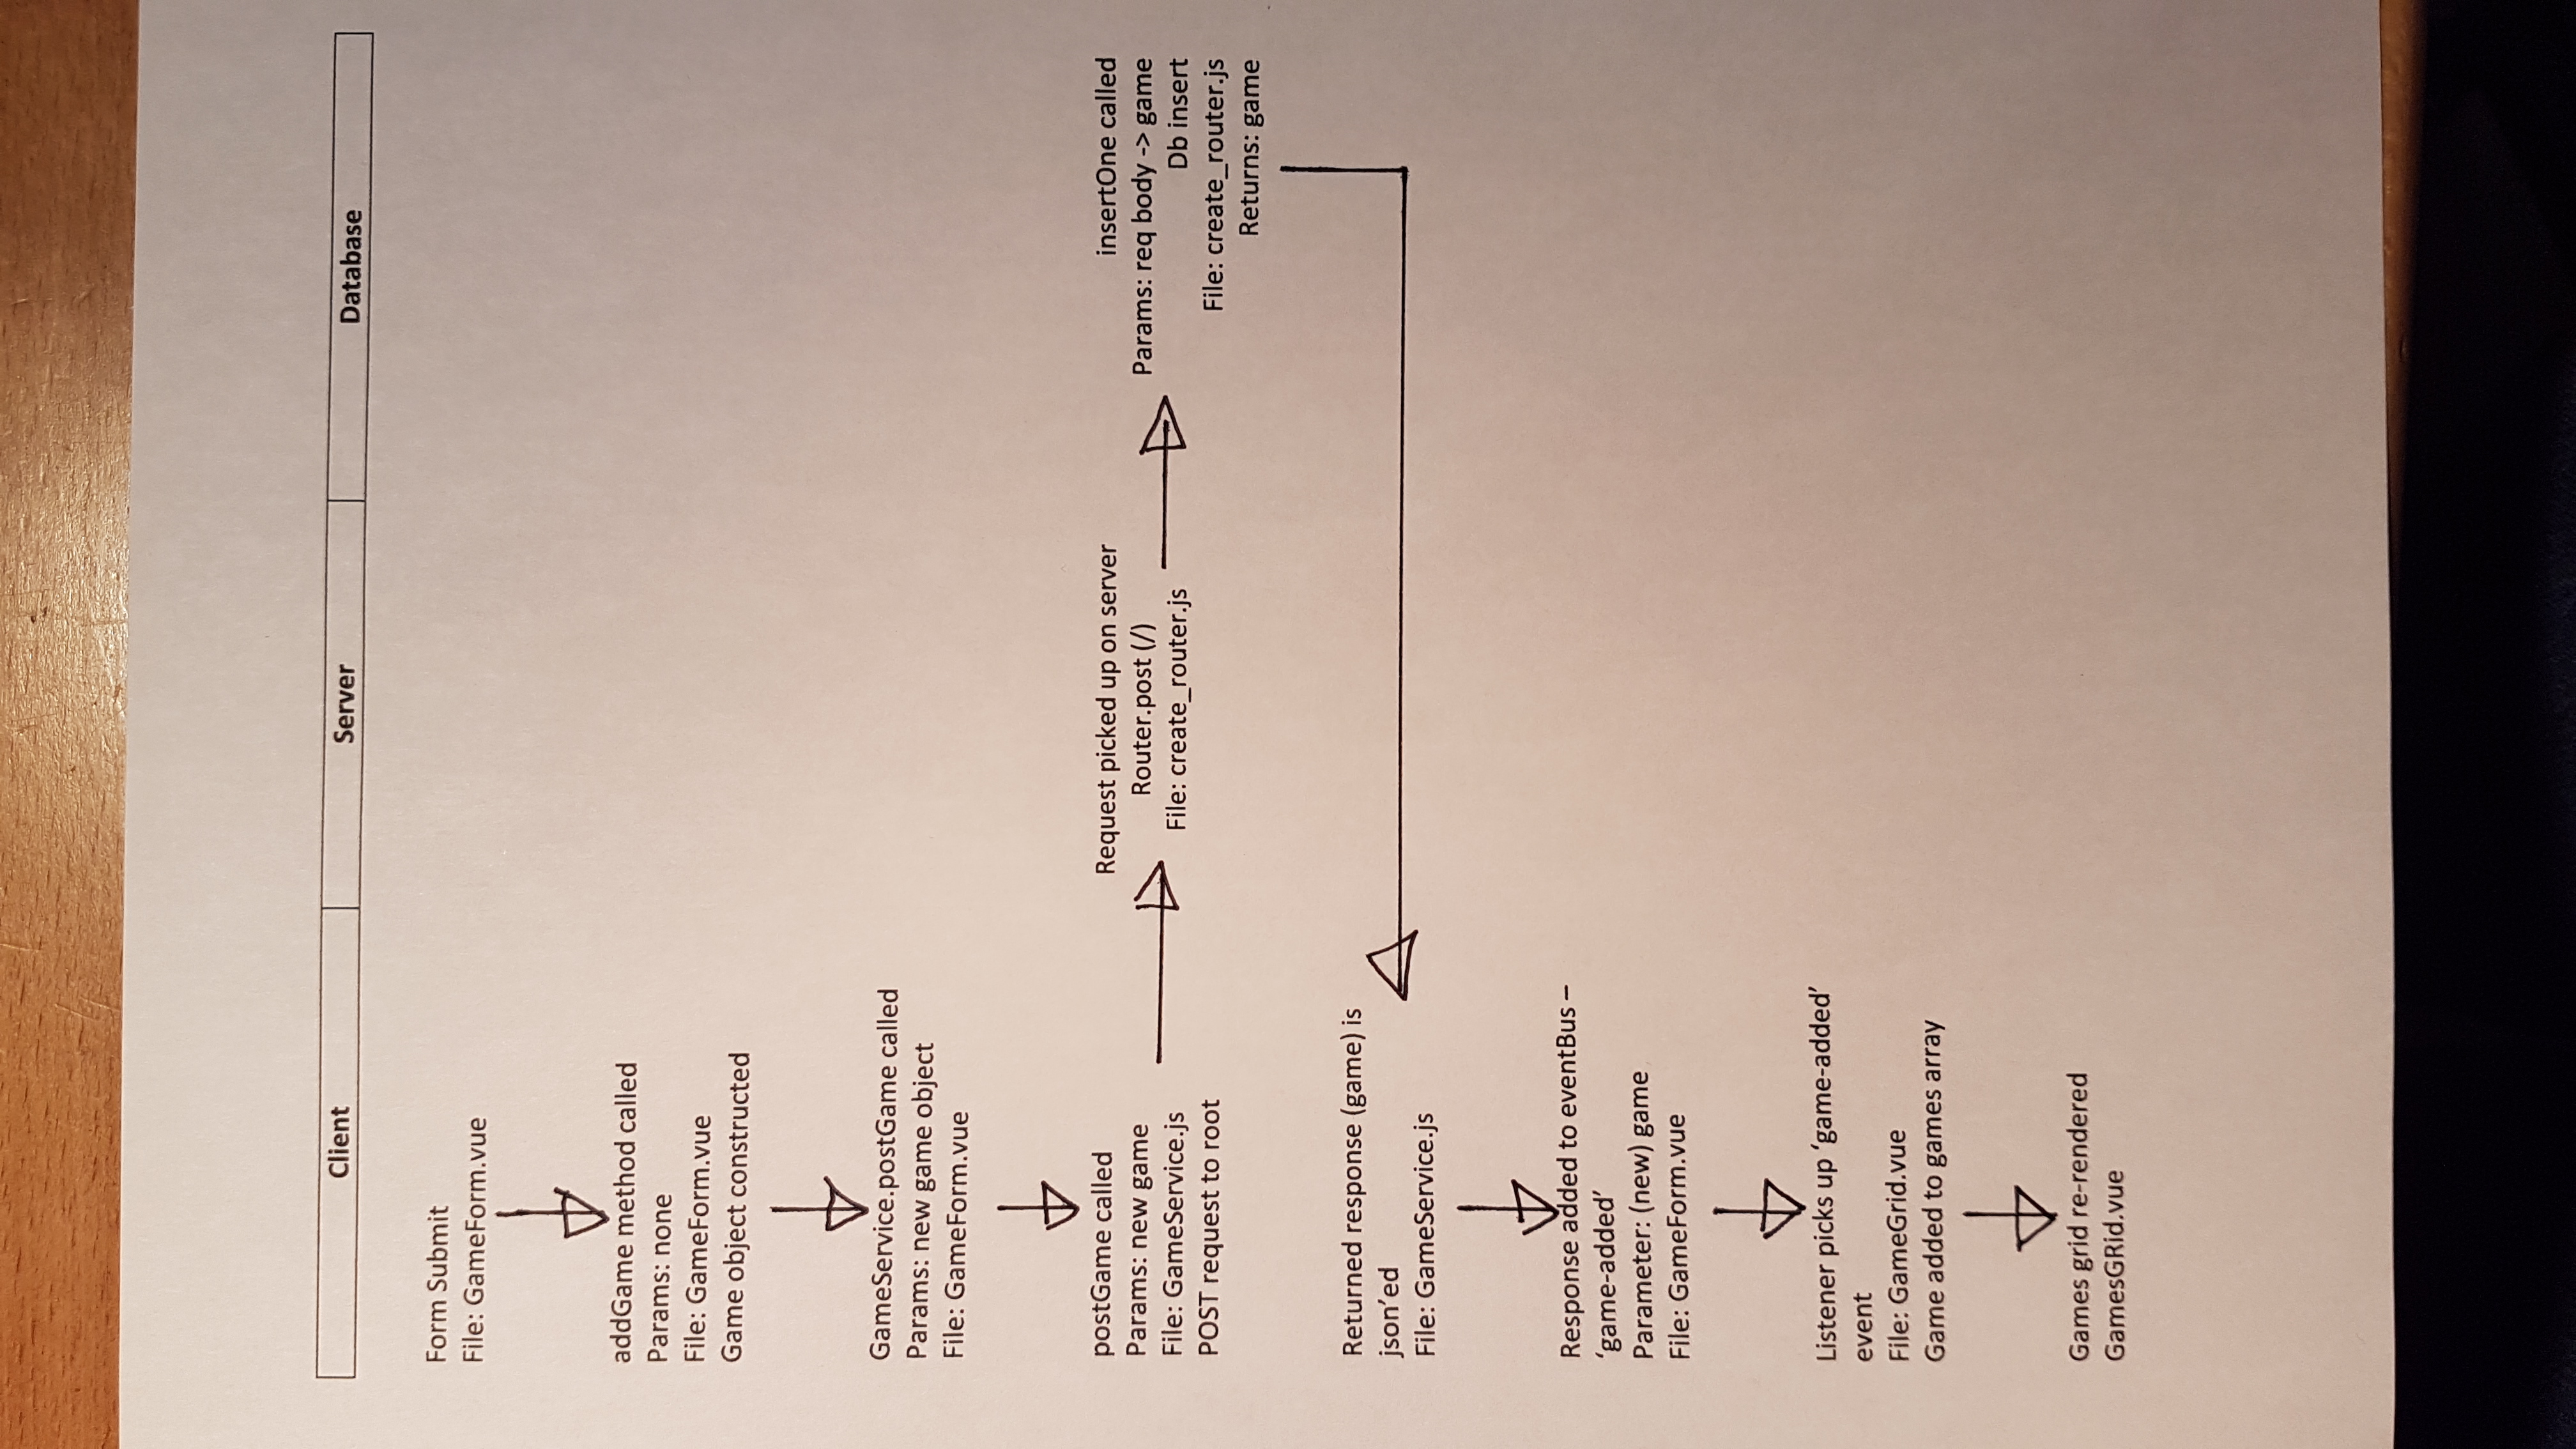 Client Server Database
Form Submit
File: GameForm.vue
addGame method called
Params: none
File: GameForm.vue
Game object constructed
GameService.postGame called
Params: new game object
File: GameForm.vue
postGame called
Params: new game
File: GameService.js
POST request to root
Request picked up on server
Router.post (/)
File: create_router.js
insertOne called
Params: req body -> game
Db insert
File: create_router.js
Returns: game
Returned response (game) is
json’ed
File: GameService.js
Response added to eventBus –
‘game-added’
Parameter: (new) game
File: GameForm.vue
Listener picks up ‘game-added’
event
File: GameGrid.vue
Game added to games array
Games grid re-rendered
GamesGRid.vue